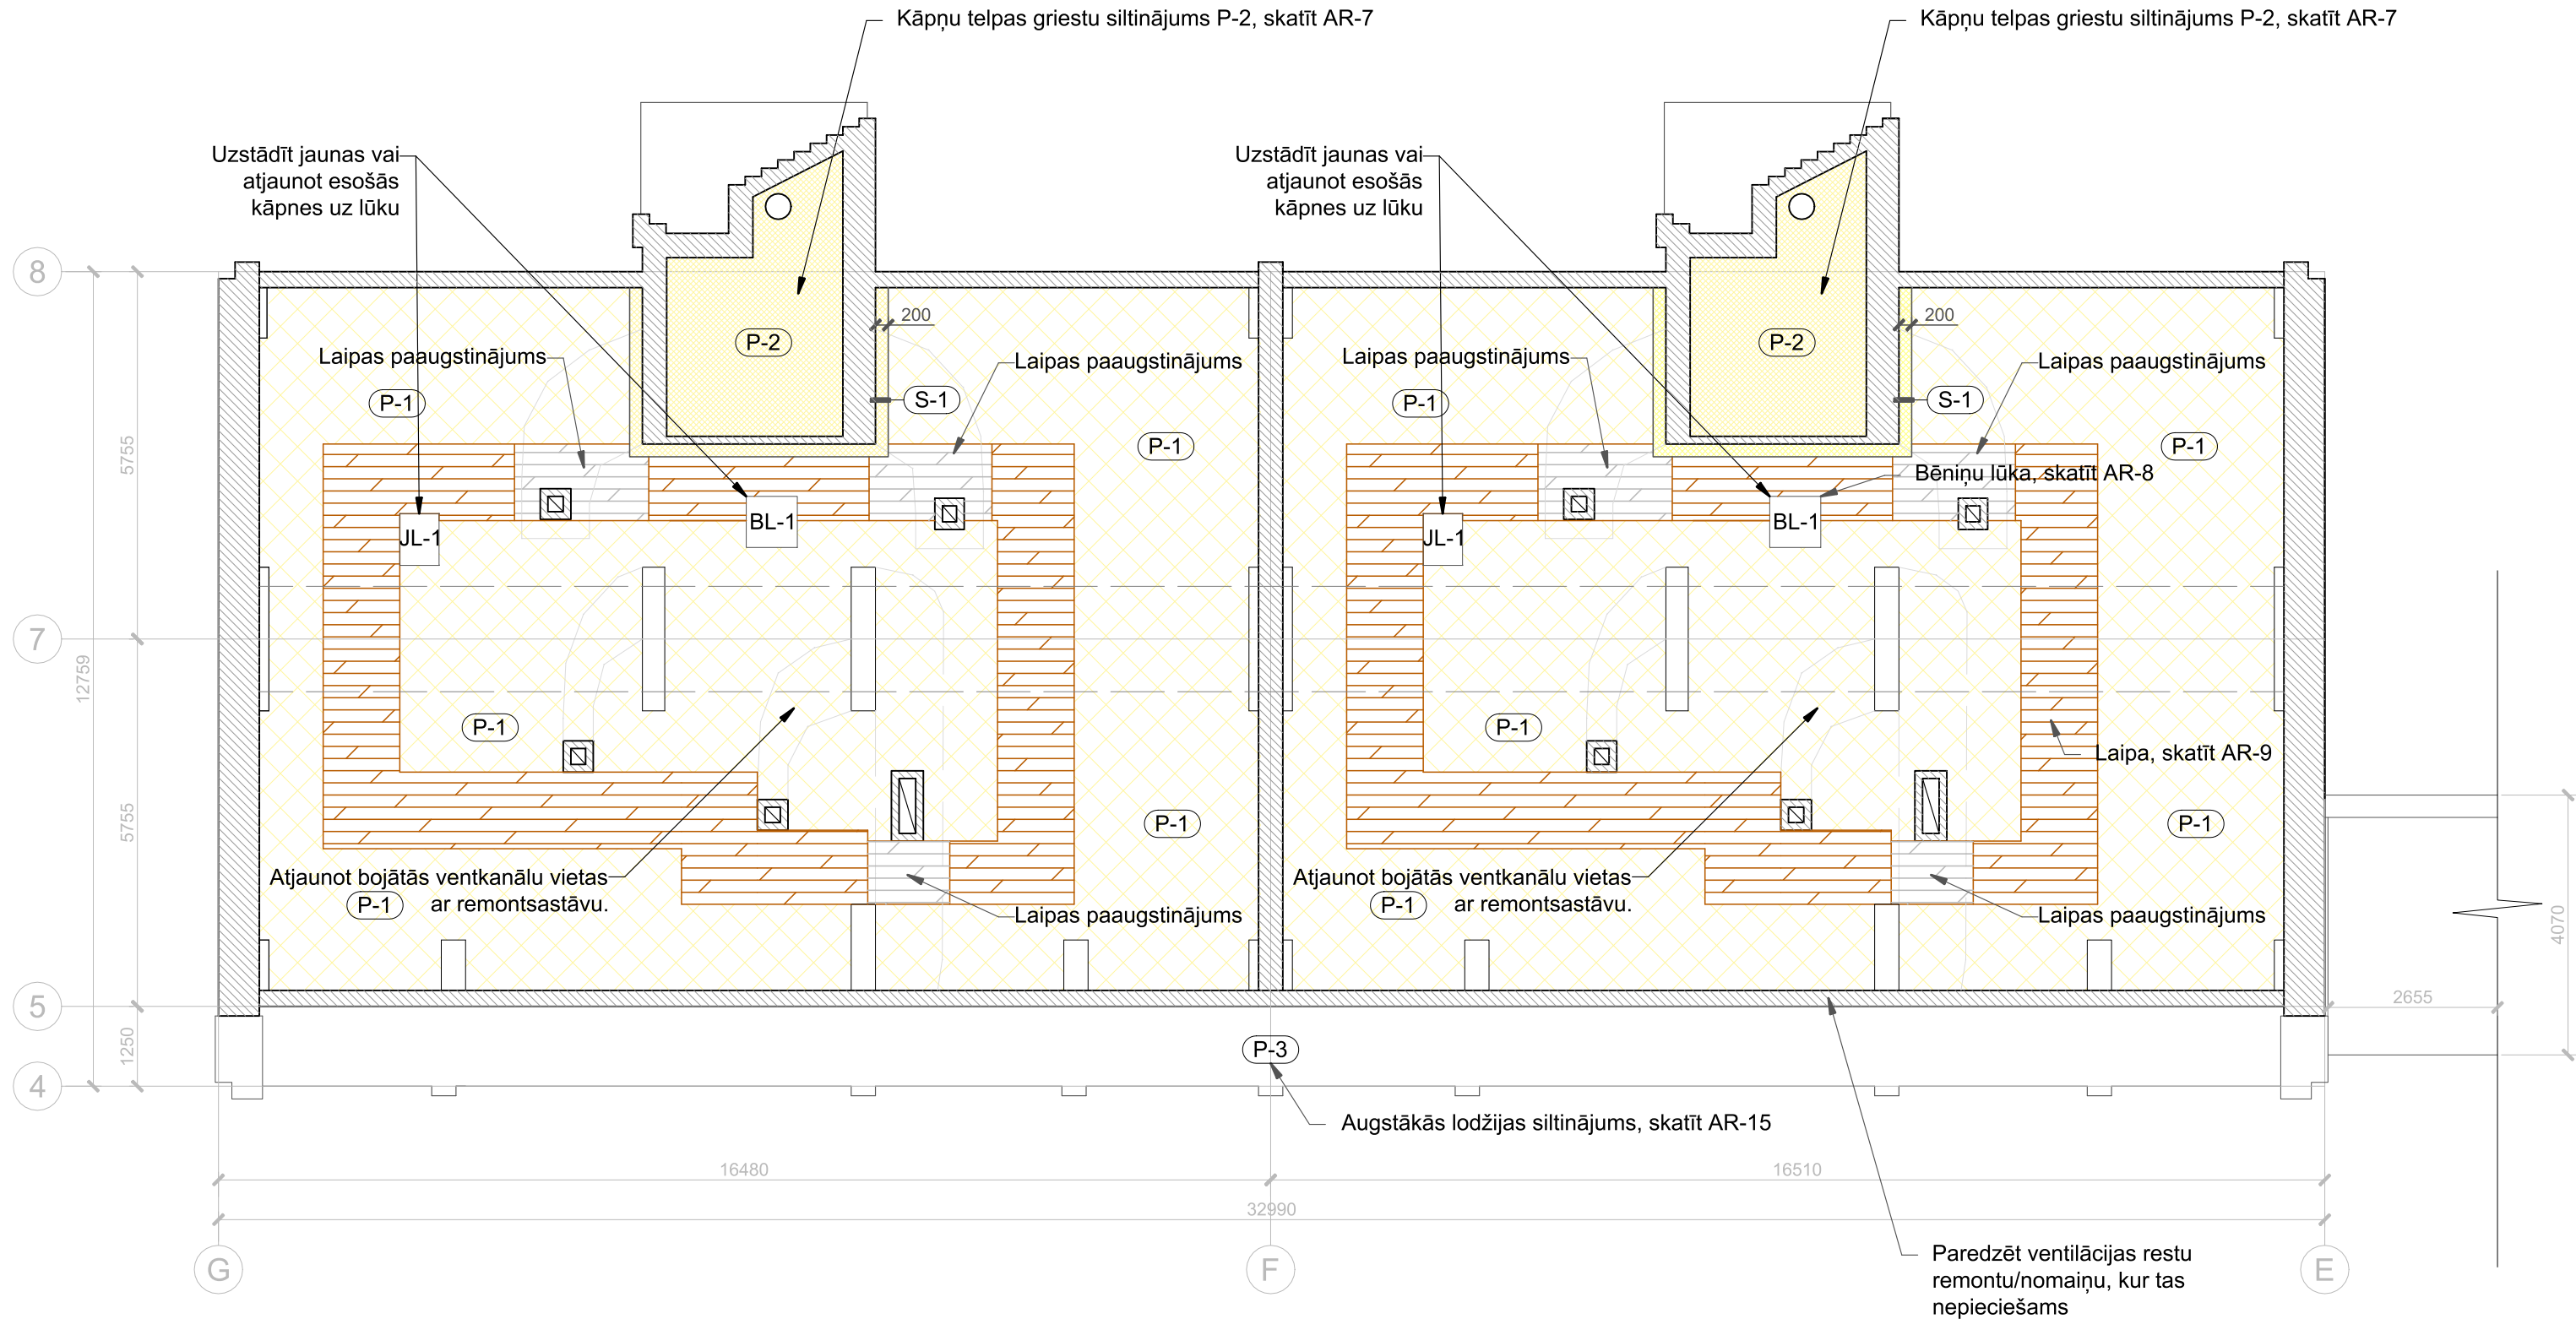 Kāpņu telpas griestu siltinājums P-2, skatīt AR-7
Kāpņu telpas griestu siltinājums P-2, skatīt AR-7
Uzstādīt jaunas vai
atjaunot esošās
kāpnes uz lūku
Uzstādīt jaunas vai
atjaunot esošās
kāpnes uz lūku
8
200
200
P-2
P-2
Laipas paaugstinājums
Laipas paaugstinājums
Laipas paaugstinājums
Laipas paaugstinājums
P-1
S-1
P-1
S-1
P-1
P-1
5755
Bēniņu lūka, skatīt AR-8
JL-1
BL-1
JL-1
BL-1
7
12759
P-1
P-1
Laipa, skatīt AR-9
5755
P-1
P-1
Atjaunot bojātās ventkanālu vietas
ar remontsastāvu.
Atjaunot bojātās ventkanālu vietas
ar remontsastāvu.
P-1
P-1
Laipas paaugstinājums
Laipas paaugstinājums
4070
2655
5
1250
P-3
4
Augstākās lodžijas siltinājums, skatīt AR-15
16480
16510
32990
G
F
E
Paredzēt ventilācijas restu
remontu/nomaiņu, kur tas
nepieciešams